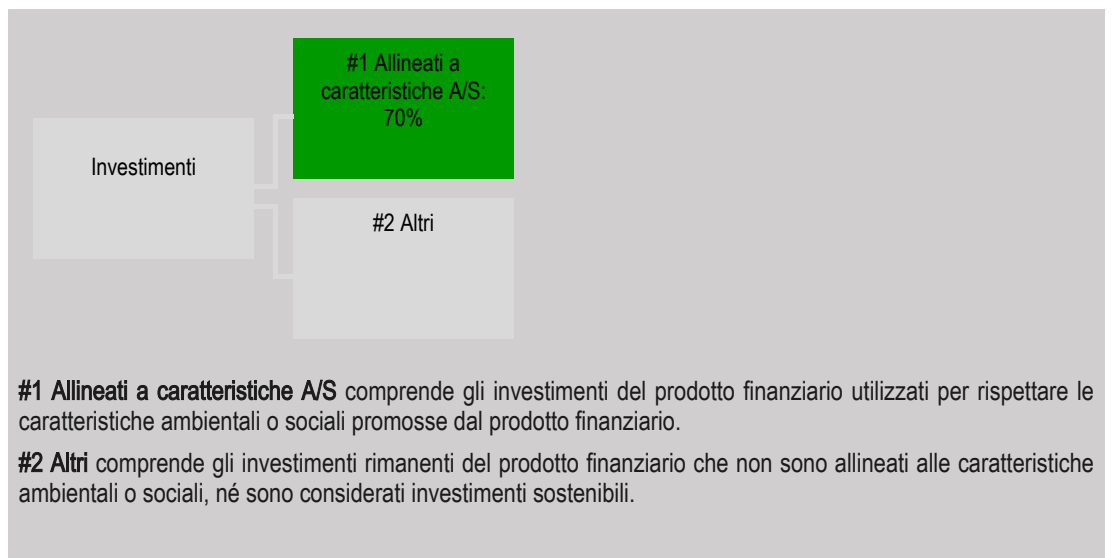 #1 Allineati a
caratteristiche A/S:
70%
Investimenti
#2 Altri
#1 Allineati a caratteristiche A/S comprende gli investimenti del prodotto finanziario utilizzati per rispettare le
caratteristiche ambientali o sociali promosse dal prodotto finanziario.
#2 Altri comprende gli investimenti rimanenti del prodotto finanziario che non sono allineati alle caratteristiche
ambientali o sociali, né sono considerati investimenti sostenibili.